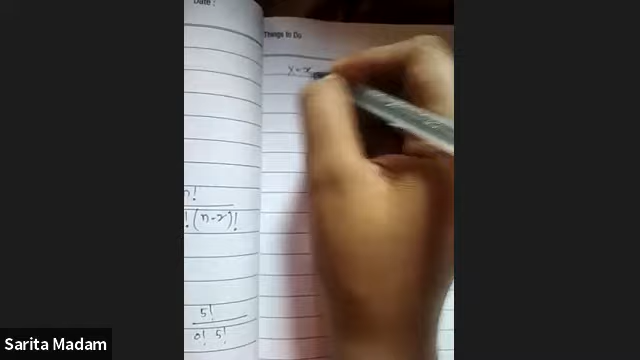 Date :
Things to Do
y = x
n!
! (n-r)!
5!
0! 5!
Sarita Madam